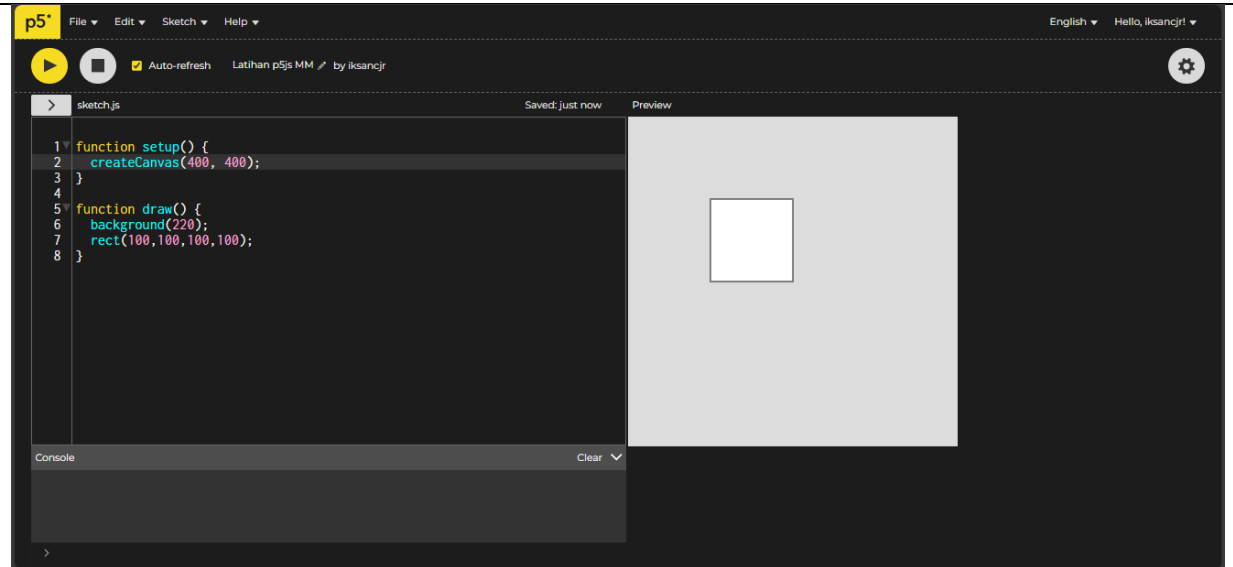 p5* File Edit Sketch Help English Hello, iksancjr!
Auto-refresh Latihan p5js MM by iksancjr
> sketch.js Saved: just now Preview
1 function setup() {
2 createCanvas(400, 400);
3 }
4
5 function draw() {
6 background(220);
7 rect(100,100,100,100);
8 }
Console Clear
>